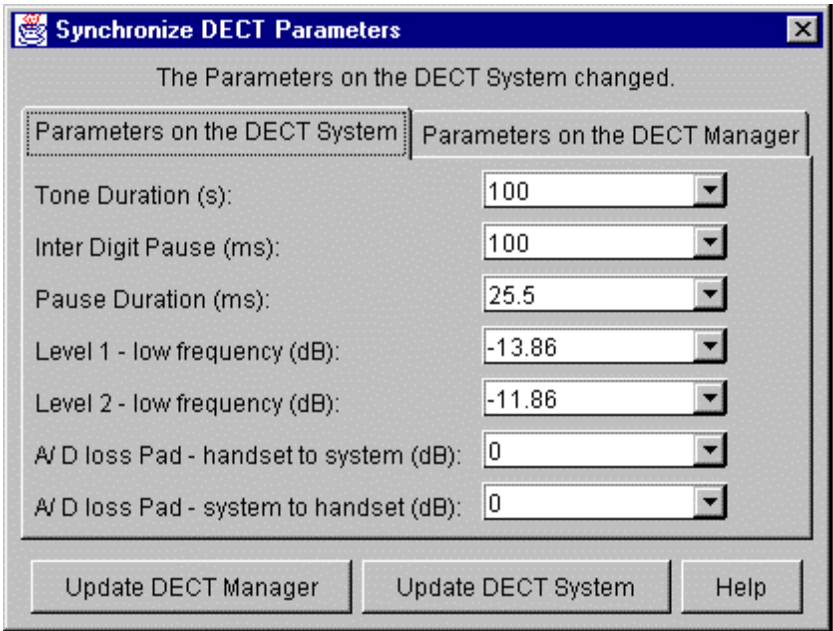 Synchronize DECT Parameters
The Parameters on the DECT System changed.
Parameters on the DECT System Parameters on the DECT Manager
Tone Duration (s): 100
Inter Digit Pause (ms): 100
Pause Duration (ms): 25.5
Level 1 - low frequency (dB): -13.86
Level 2 - low frequency (dB): -11.86
A/D loss Pad - handset to system (dB): 0
A/D loss Pad - system to handset (dB): 0
Update DECT Manager Update DECT System Help